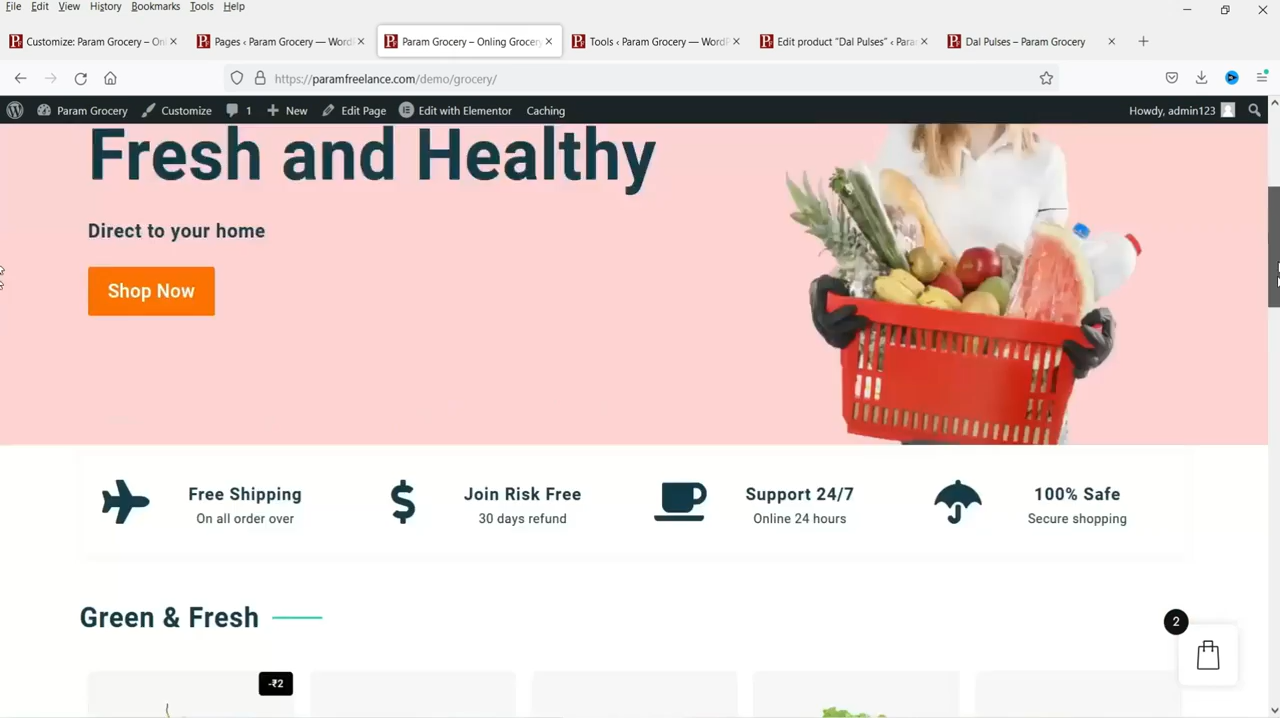 File Edit View History Bookmarks Tools Help
Customize: Param Grocery – Onl
Pages ‹ Param Grocery — Word
Param Grocery – Onling Grocery
Tools ‹ Param Grocery — WordP
Edit product "Dal Pulses" ‹ Para
Dal Pulses – Param Grocery
https://paramfreelance.com/demo/grocery/
Param Grocery Customize 1 New Edit Page Edit with Elementor Caching Howdy, admin123
Fresh and Healthy
Direct to your home
Shop Now
Free Shipping
On all order over
Join Risk Free
30 days refund
Support 24/7
Online 24 hours
100% Safe
Secure shopping
Green & Fresh
2
-₹2